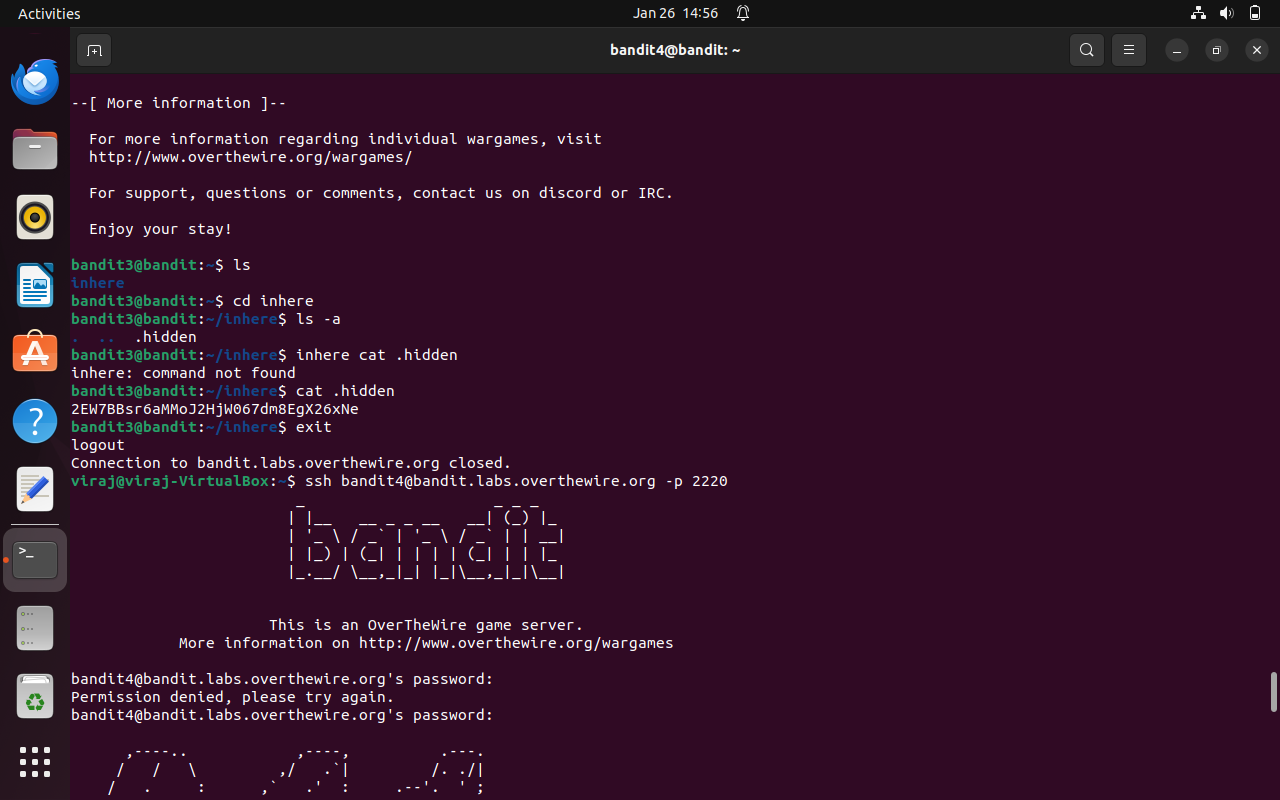 Activities
Jan 26 14:56
bandit4@bandit: ~
--[ More information ]--
For more information regarding individual wargames, visit
http://www.overthewire.org/wargames/
For support, questions or comments, contact us on discord or IRC.
Enjoy your stay!
bandit3@bandit:~$ ls
inhere
bandit3@bandit:~$ cd inhere
bandit3@bandit:~/inhere$ ls -a
. .. .hidden
bandit3@bandit:~/inhere$ inhere cat .hidden
inhere: command not found
bandit3@bandit:~/inhere$ cat .hidden
2EW7BBsr6aMMoJ2HjW067dm8EgX26xNe
bandit3@bandit:~/inhere$ exit
logout
Connection to bandit.labs.overthewire.org closed.
viraj@viraj-VirtualBox:~$ ssh bandit4@bandit.labs.overthewire.org -p 2220
bandit
This is an OverTheWire game server.
More information on http://www.overthewire.org/wargames
bandit4@bandit.labs.overthewire.org's password:
Permission denied, please try again.
bandit4@bandit.labs.overthewire.org's password: